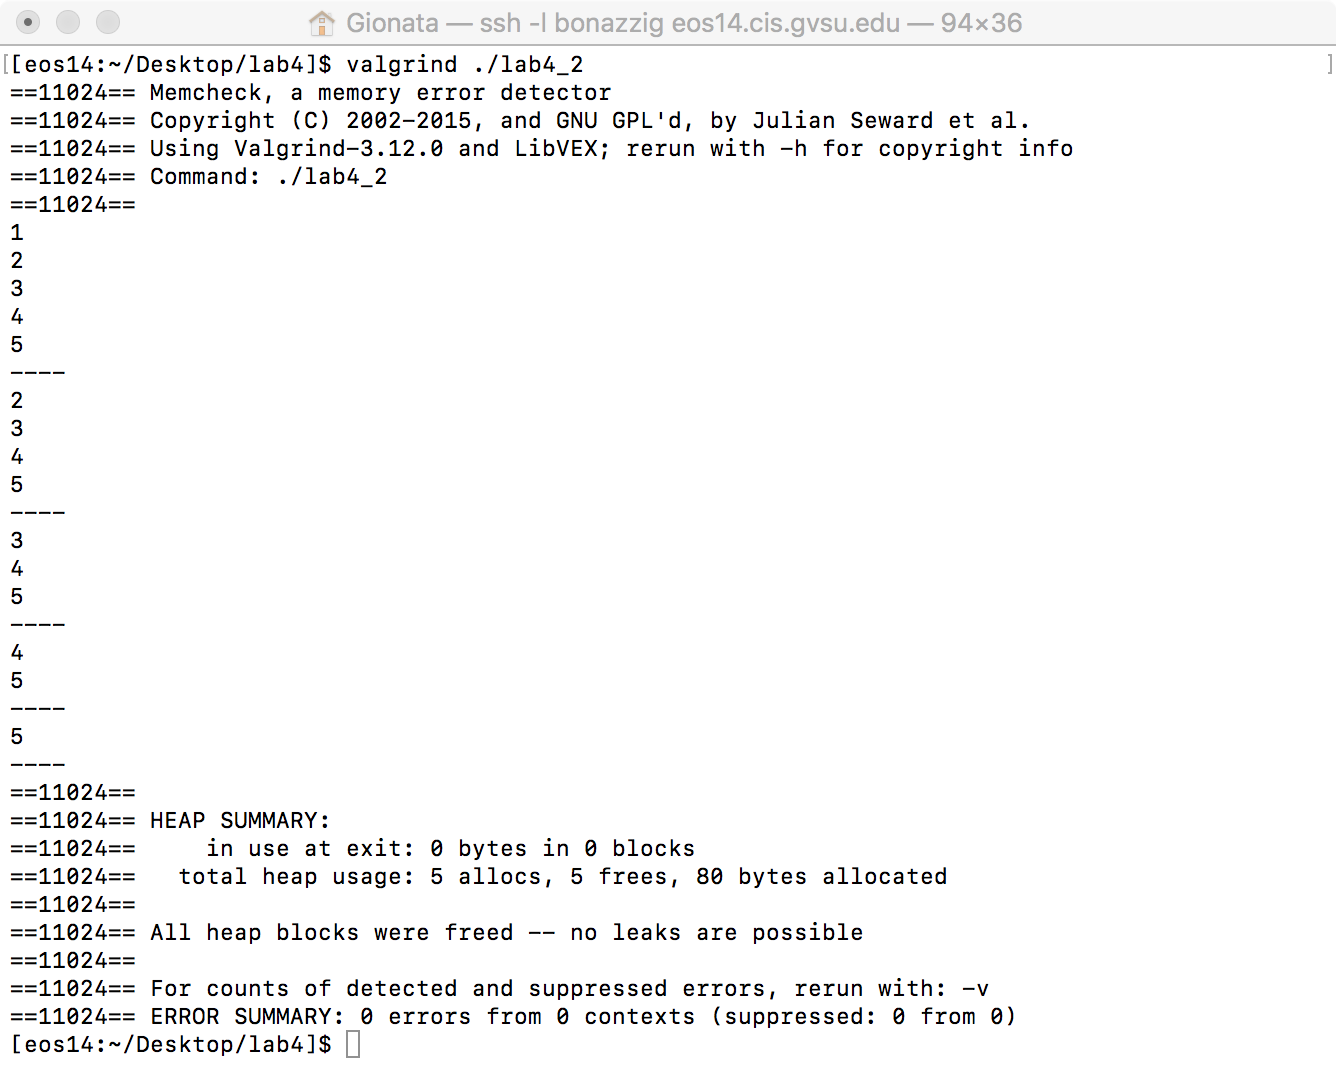 Gionata — ssh -l bonazzig eos14.cis.gvsu.edu — 94×36
[[eos14:~/Desktop/lab4]$ valgrind ./lab4_2 ]
==11024== Memcheck, a memory error detector
==11024== Copyright (C) 2002-2015, and GNU GPL'd, by Julian Seward et al.
==11024== Using Valgrind-3.12.0 and LibVEX; rerun with -h for copyright info
==11024== Command: ./lab4_2
==11024==
1
2
3
4
5
----
2
3
4
5
----
3
4
5
----
4
5
----
5
----
==11024==
==11024== HEAP SUMMARY:
==11024==     in use at exit: 0 bytes in 0 blocks
==11024==   total heap usage: 5 allocs, 5 frees, 80 bytes allocated
==11024==
==11024== All heap blocks were freed -- no leaks are possible
==11024==
==11024== For counts of detected and suppressed errors, rerun with: -v
==11024== ERROR SUMMARY: 0 errors from 0 contexts (suppressed: 0 from 0)
[eos14:~/Desktop/lab4]$